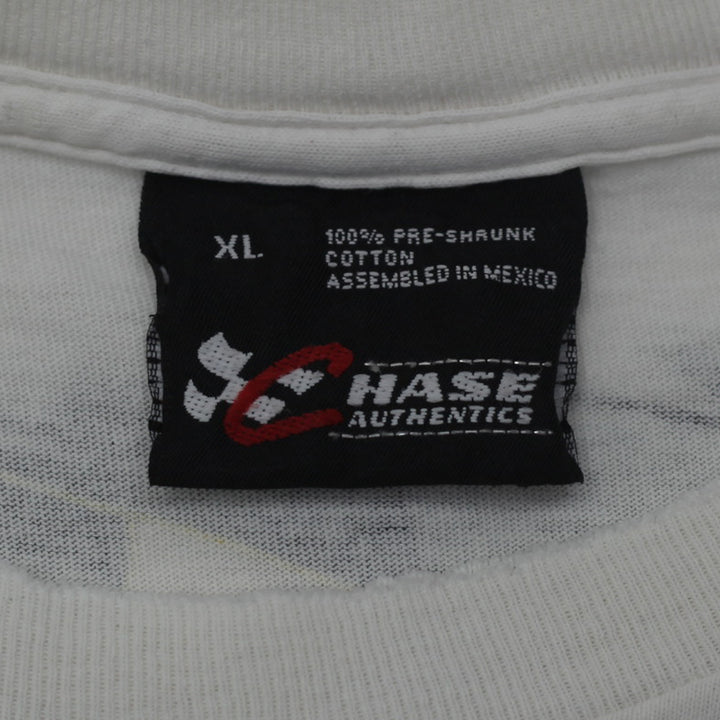 XL
100% PRE-SHRUNK
COTTON
ASSEMBLED IN MEXICO
CHASE
AUTHENTICS